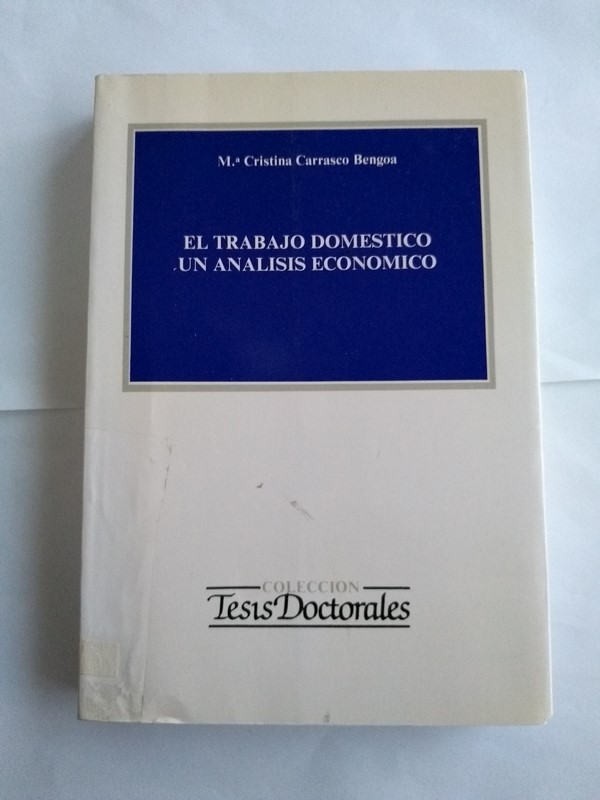 M.ª Cristina Carrasco Bengoa
EL TRABAJO DOMESTICO
UN ANALISIS ECONOMICO
COLECCION
Tesis Doctorales